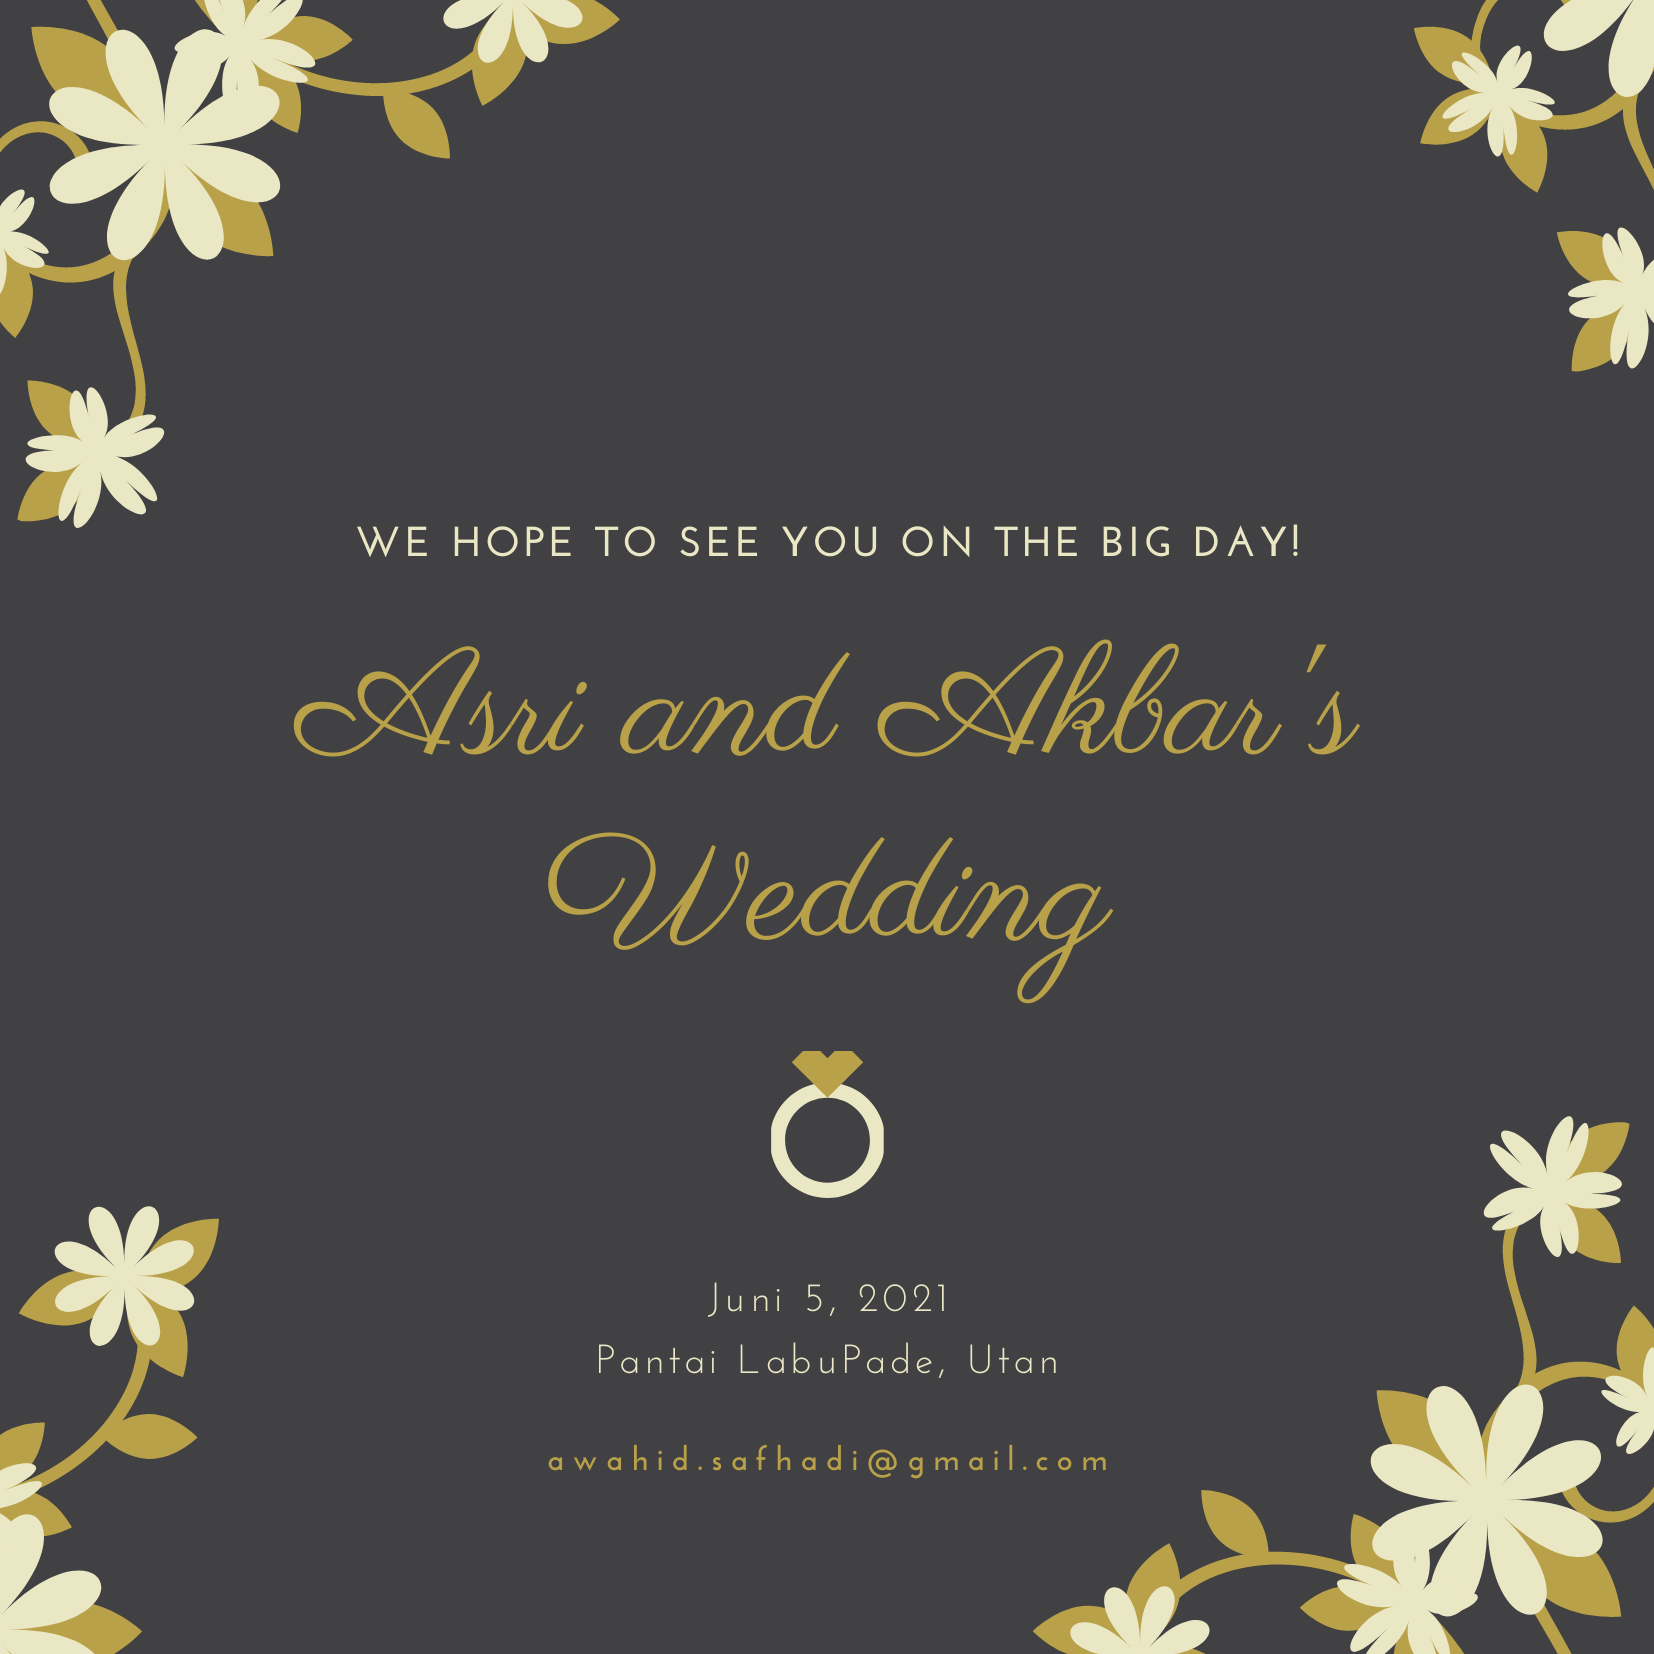 WE HOPE TO SEE YOU ON THE BIG DAY!
Asri and Akbar's
Wedding
Juni 5, 2021
Pantai LabuPade, Utan
awahid.safhadi@gmail.com